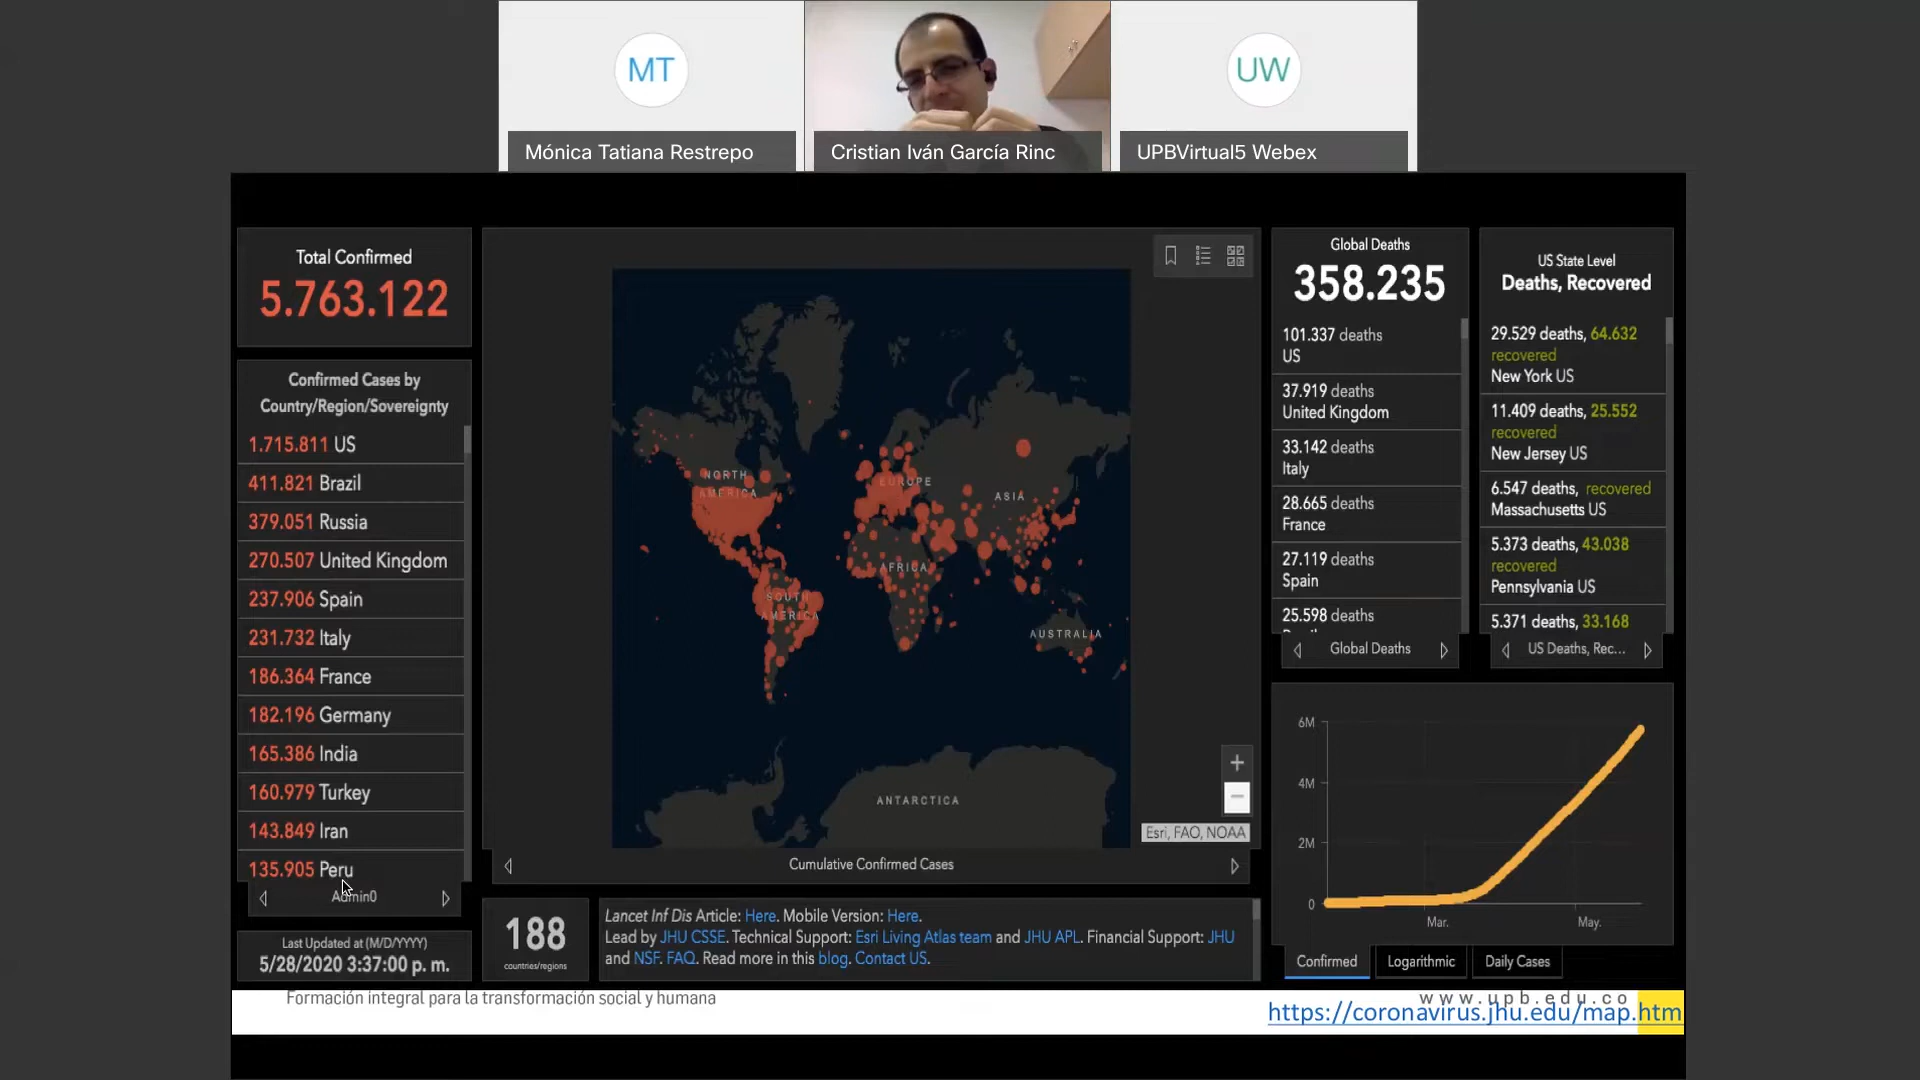 MT
UW
Mónica Tatiana Restrepo
Cristian Iván García Rinc
UPBVirtual5 Webex
Total Confirmed
5.763.122
Confirmed Cases by
Country/Region/Sovereignty
1.715.811 US
411.821 Brazil
379.051 Russia
270.507 United Kingdom
237.906 Spain
231.732 Italy
186.364 France
182.196 Germany
165.386 India
160.979 Turkey
143.849 Iran
135.905 Peru
Admin0
Last Updated at (M/D/YYYY)
5/28/2020 3:37:00 p. m.
NORTH
AMERICA
SOUTH
AMERICA
EUROPE
ASIA
AFRICA
AUSTRALIA
ANTARCTICA
+
−
Esri, FAO, NOAA
Cumulative Confirmed Cases
188
countries/regions
Lancet Inf Dis Article: Here. Mobile Version: Here.
Lead by JHU CSSE. Technical Support: Esri Living Atlas team and JHU APL. Financial Support: JHU
and NSF. FAQ. Read more in this blog. Contact US.
Global Deaths
358.235
101.337 deaths
US
37.919 deaths
United Kingdom
33.142 deaths
Italy
28.665 deaths
France
27.119 deaths
Spain
25.598 deaths
Global Deaths
US State Level
Deaths, Recovered
29.529 deaths, 64.632
recovered
New York US
11.409 deaths, 25.552
recovered
New Jersey US
6.547 deaths, recovered
Massachusetts US
5.373 deaths, 43.038
recovered
Pennsylvania US
5.371 deaths, 33.168
US Deaths, Rec...
6M
4M
2M
0
Mar.
May.
Confirmed
Logarithmic
Daily Cases
Formación integral para la transformación social y humana
www.upb.edu.co
https://coronavirus.jhu.edu/map.htm